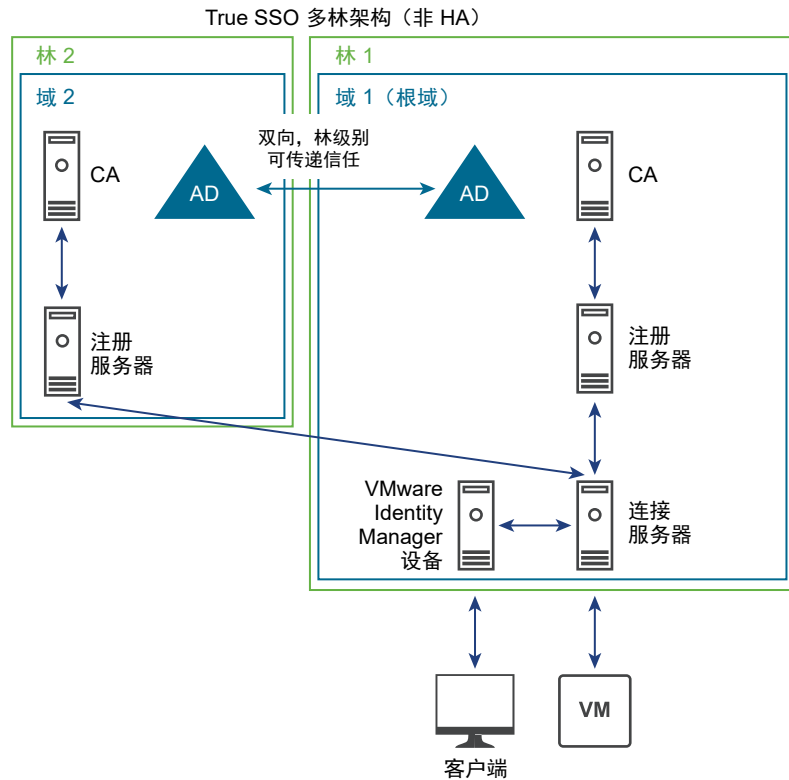 True SSO 多林架构（非 HA）
林 2
域 2
CA
AD
注册
服务器
双向，林级别
可传递信任
林 1
域 1（根域）
AD
CA
注册
服务器
VMware
Identity
Manager
设备
连接
服务器
客户端
VM